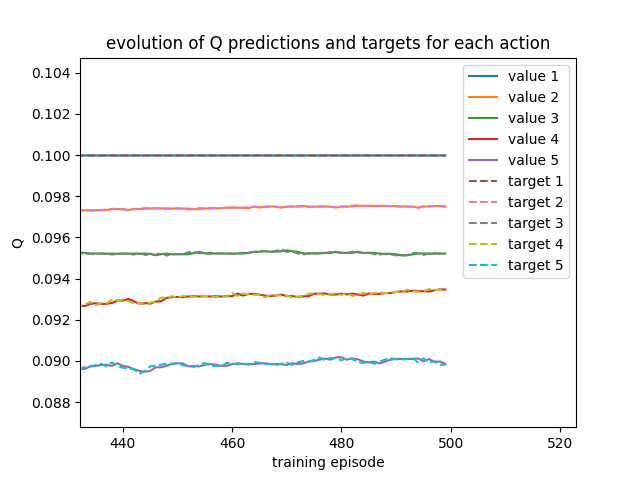 evolution of Q predictions and targets for each action
0.104
0.102
0.100
0.098
0.096
0.094
0.092
0.090
0.088
Q
value 1
value 2
value 3
value 4
value 5
target 1
target 2
target 3
target 4
target 5
440
460
480
500
520
training episode